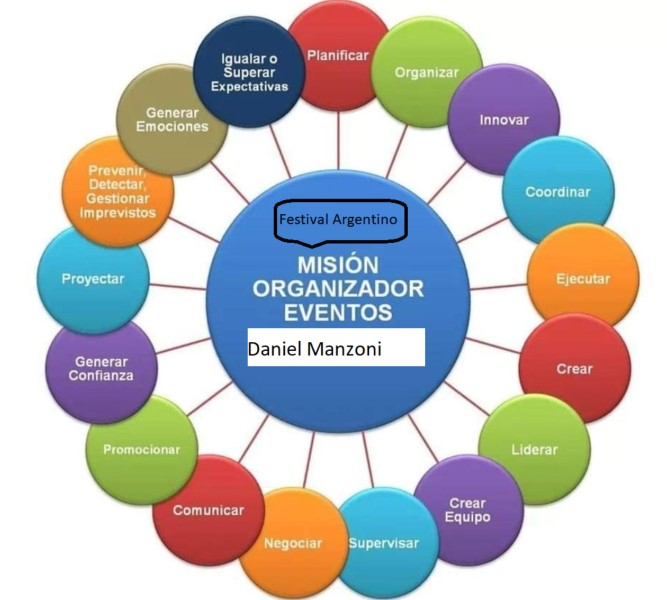 Festival Argentino
MISIÓN
ORGANIZADOR
EVENTOS
Daniel Manzoni
Planificar
Organizar
Innovar
Coordinar
Ejecutar
Crear
Liderar
Crear
Equipo
Supervisar
Negociar
Comunicar
Promocionar
Generar
Confianza
Proyectar
Prevenir,
Detectar,
Gestionar
Imprevistos
Generar
Emociones
Igualar o
Superar
Expectativas